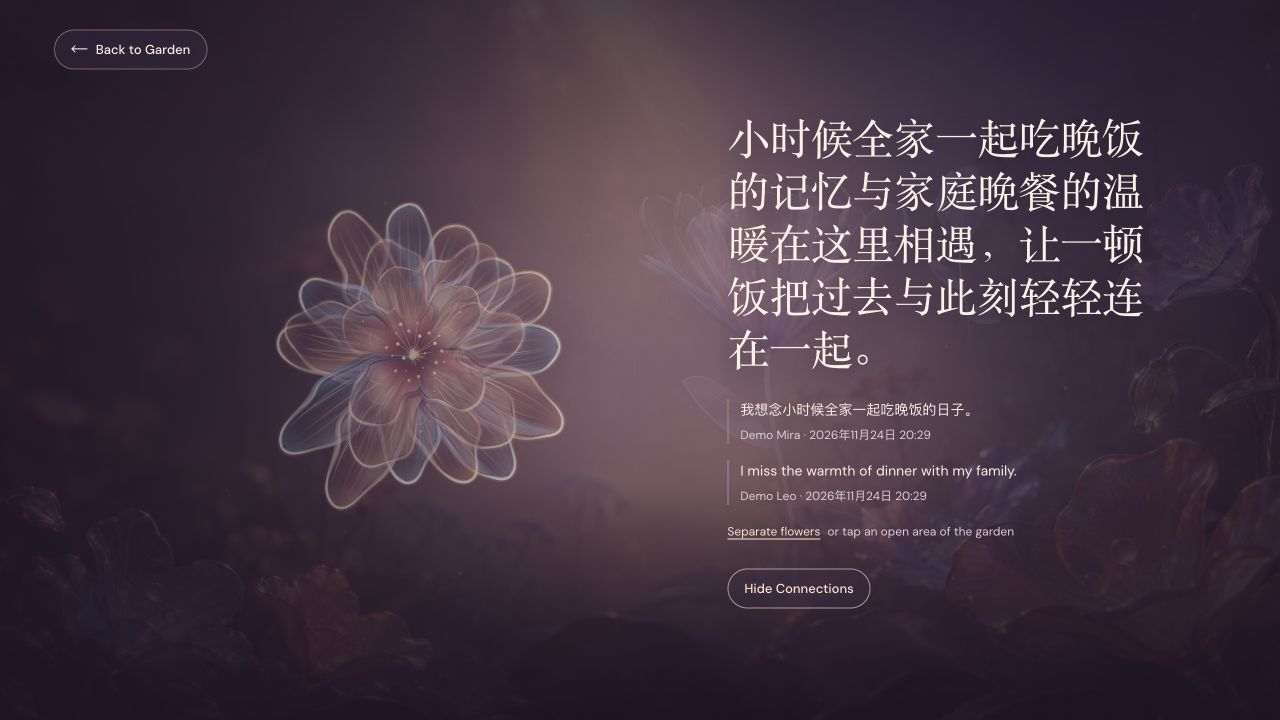 ← Back to Garden
小时候全家一起吃晚饭
的记忆与家庭晚餐的温
暖在这里相遇，让一顿
饭把过去与此刻轻轻连
在一起。
我想念小时候全家一起吃晚饭的日子。
Demo Mira · 2026年11月24日 20:29
I miss the warmth of dinner with my family.
Demo Leo · 2026年11月24日 20:29
Separate flowers or tap an open area of the garden
Hide Connections